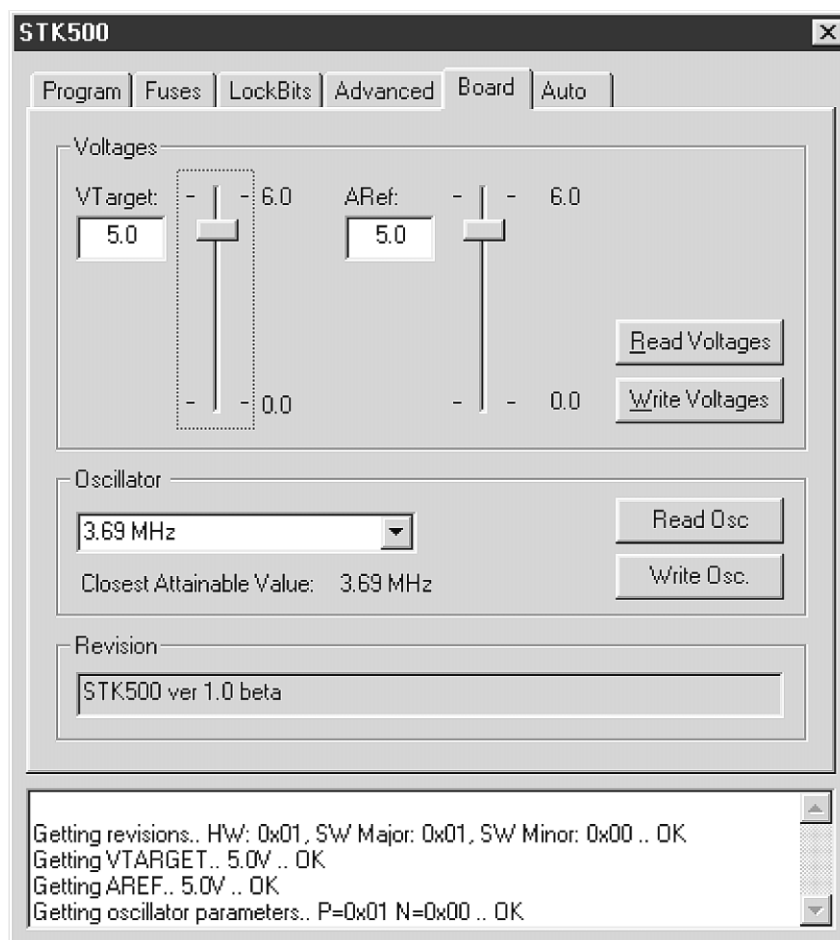 STK500
Program Fuses LockBits Advanced Board Auto
Voltages
VTarget: 6.0 ARef: 6.0
5.0 5.0
Read Voltages
0.0 0.0 Write Voltages
Oscillator
3.69 MHz Read Osc
Closest Attainable Value: 3.69 MHz Write Osc.
Revision
STK500 ver 1.0 beta
Getting revisions.. HW: 0x01, SW Major: 0x01, SW Minor: 0x00 .. OK
Getting VTARGET.. 5.0V .. OK
Getting AREF.. 5.0V .. OK
Getting oscillator parameters.. P=0x01 N=0x00 .. OK